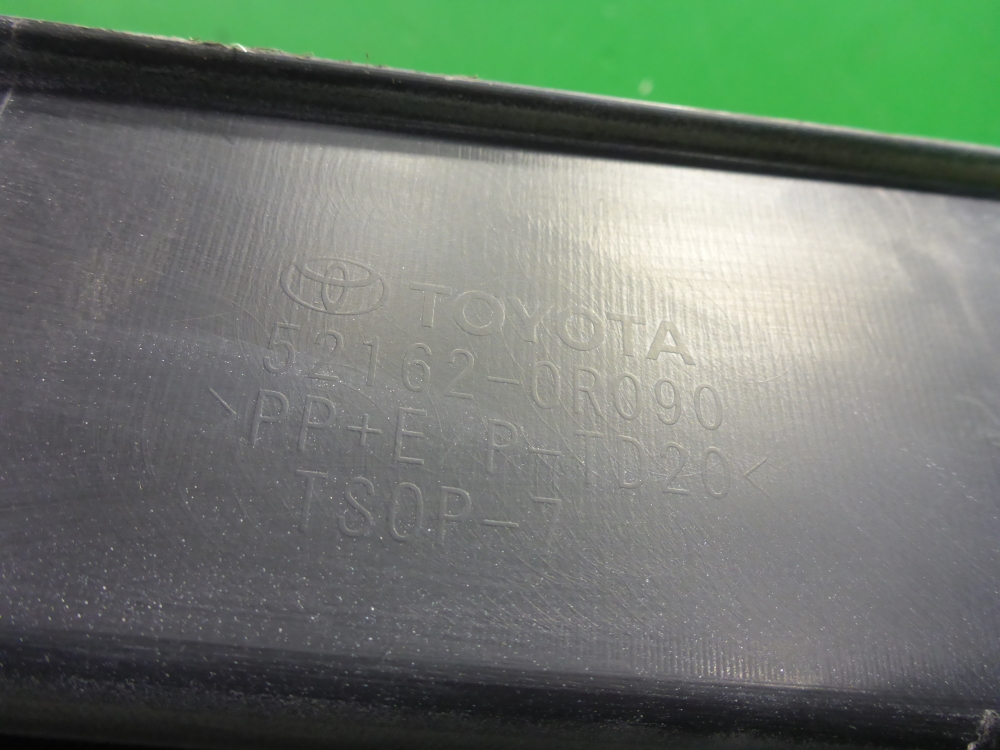 TOYOTA
52162-0R090
>PP+E P-TD20<
TSOP-7